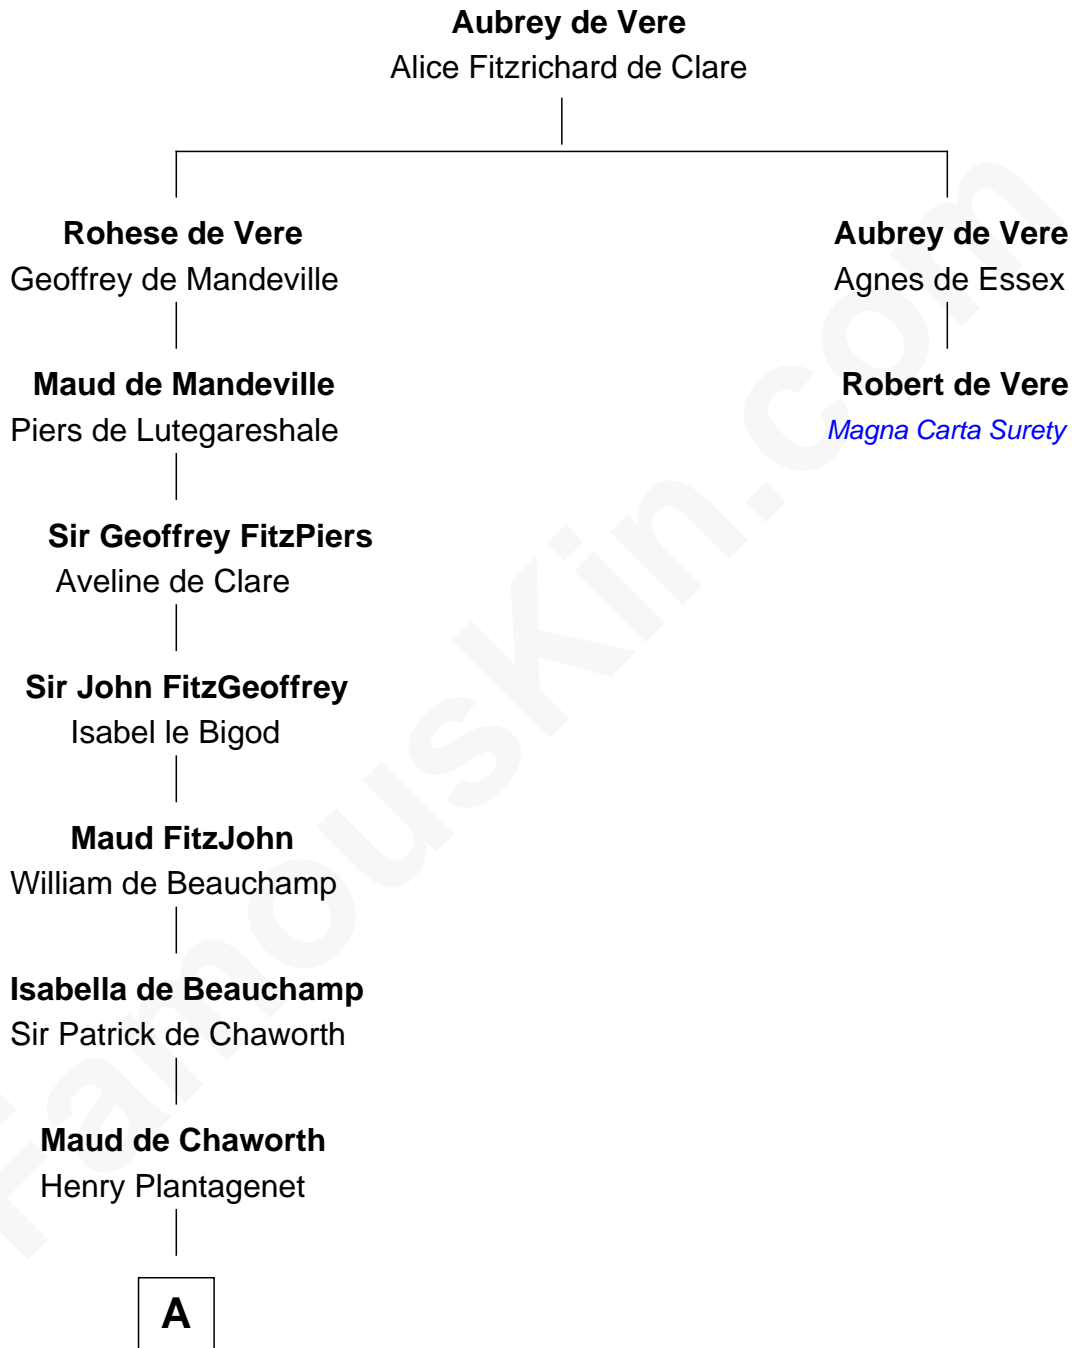 Aubrey de Vere
Alice Fitzrichard de Clare
Rohese de Vere
Geoffrey de Mandeville
Aubrey de Vere
Agnes de Essex
Maud de Mandeville
Piers de Lutegareshale
Robert de Vere
Magna Carta Surety
Sir Geoffrey FitzPiers
Aveline de Clare
Sir John FitzGeoffrey
Isabel le Bigod
Maud FitzJohn
William de Beauchamp
Isabella de Beauchamp
Sir Patrick de Chaworth
Maud de Chaworth
Henry Plantagenet
A
FamousKin.com